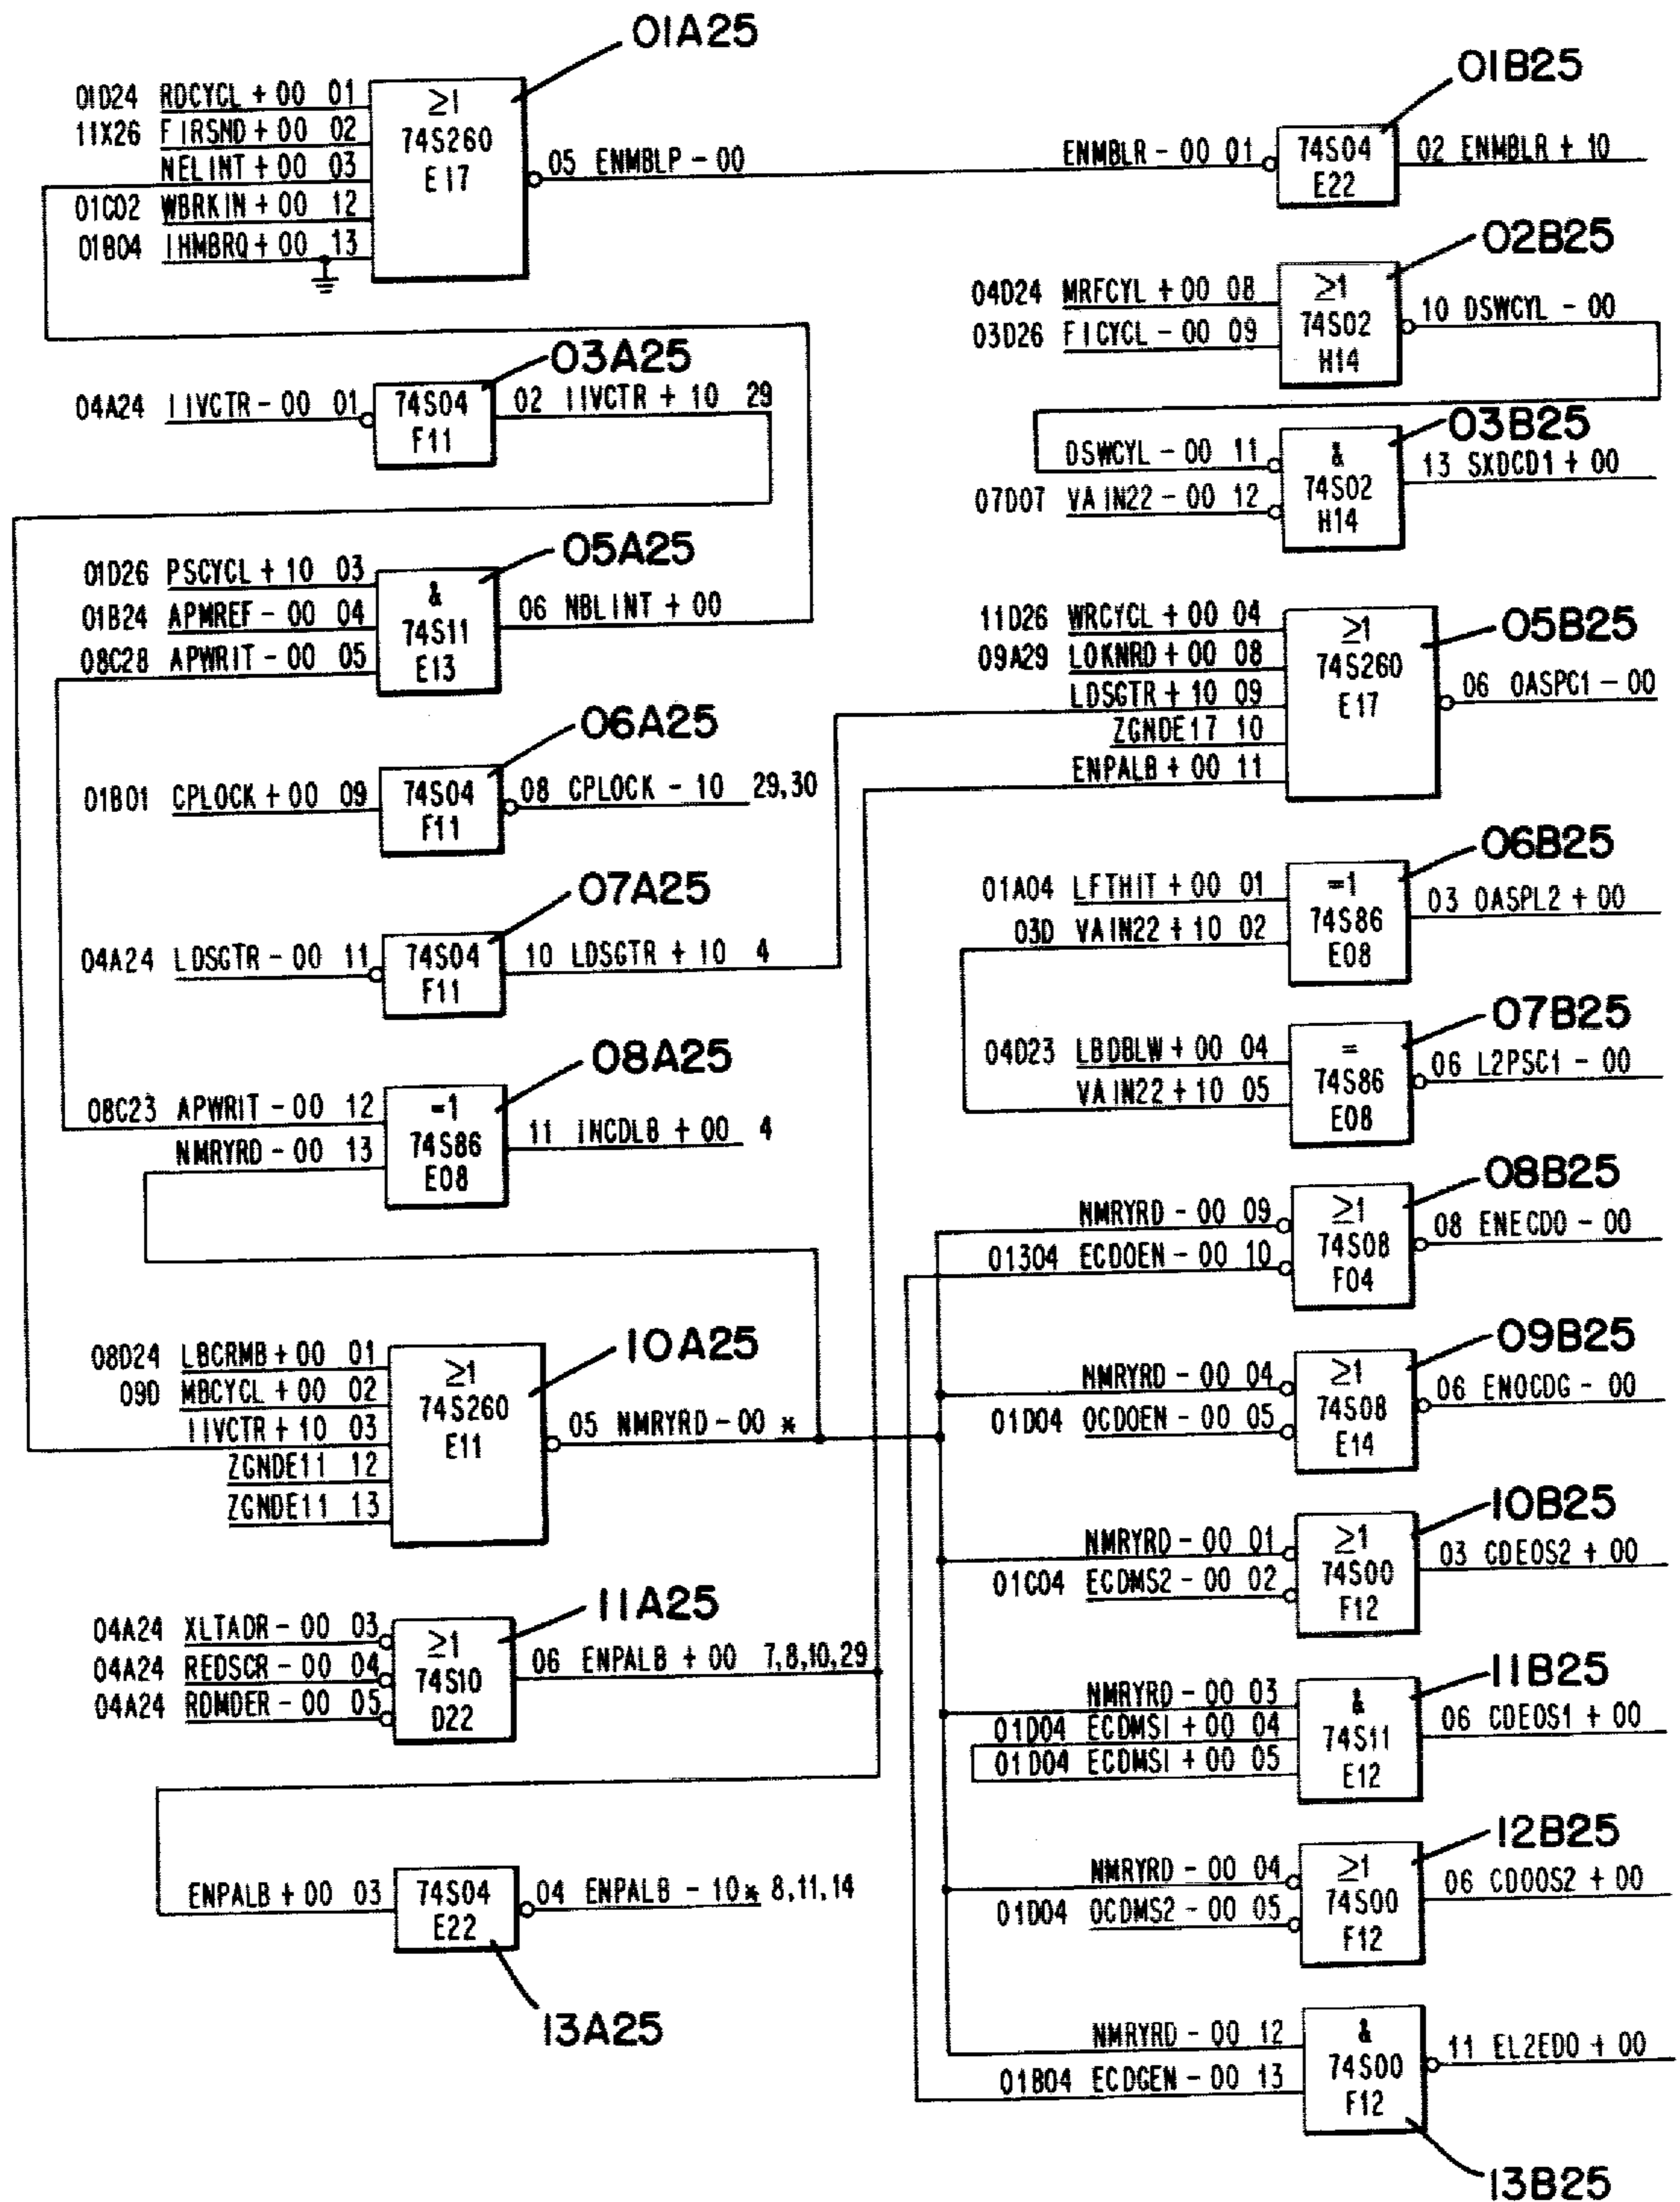 01A25
01D24 RDCYCL + 00 01
11X26 FIRSND + 00 02
NELINT + 00 03
01C02 WBRKIN + 00 12
01B04 IHMBRQ + 00 13
≥1
74S260
E17
05 ENMBLP - 00
03A25
04A24 IIVCTR - 00 01
74S04
F11
02 IIVCTR + 10 29
05A25
01D26 PSCYCL + 10 03
01B24 APMREF - 00 04
08C28 APWRIT - 00 05
&
74S11
E13
06 NBLINT + 00
06A25
01B01 CPLOCK + 00 09
74S04
F11
08 CPLOCK - 10 29,30
07A25
04A24 LDSGTR - 00 11
74S04
F11
10 LDSGTR + 10 4
08A25
08C23 APWRIT - 00 12
NMRYRD - 00 13
=1
74S86
E08
11 INCDLB + 00 4
10A25
08D24 LBCRMB + 00 01
09D MBCYCL + 00 02
IIVCTR + 10 03
ZGNDE11 12
ZGNDE11 13
≥1
74S260
E11
05 NMRYRD - 00 *
11A25
04A24 XLTADR - 00 03
04A24 REDSCR - 00 04
04A24 RDMDER - 00 05
≥1
74S10
D22
06 ENPALB + 00 7,8,10,29
ENPALB + 00 03
74S04
E22
04 ENPALB - 10* 8,11,14
13A25
01B25
ENMBLR - 00 01
74S04
E22
02 ENMBLR + 10
02B25
04D24 MRFCYL + 00 08
03D26 FICYCL - 00 09
≥1
74S02
H14
10 DSWCYL - 00
03B25
DSWCYL - 00 11
07D07 VAIN22 - 00 12
&
74S02
H14
13 SXDCD1 + 00
05B25
11D26 WRCYCL + 00 04
09A29 LOKNRD + 00 08
LDSGTR + 10 09
ZGNDE17 10
ENPALB + 00 11
≥1
74S260
E17
06 OASPC1 - 00
06B25
01A04 LFTHIT + 00 01
03D VAIN22 + 10 02
=1
74S86
E08
03 OASPL2 + 00
07B25
04D23 LBDBLW + 00 04
VAIN22 + 10 05
=
74S86
E08
06 L2PSC1 - 00
08B25
NMRYRD - 00 09
01304 ECDOEN - 00 10
≥1
74S08
F04
08 ENECDO - 00
09B25
NMRYRD - 00 04
01D04 OCDOEN - 00 05
≥1
74S08
E14
06 ENOCDG - 00
10B25
NMRYRD - 00 01
01C04 ECDMS2 - 00 02
≥1
74S00
F12
03 CDEOS2 + 00
11B25
NMRYRD - 00 03
01D04 ECDMS1 + 00 04
01D04 ECDMS1 + 00 05
&
74S11
E12
06 CDEOS1 + 00
12B25
NMRYRD - 00 04
01D04 OCDMS2 - 00 05
≥1
74S00
F12
06 CDOOS2 + 00
NMRYRD - 00 12
01B04 ECDGEN - 00 13
&
74S00
F12
11 EL2EDO + 00
13B25